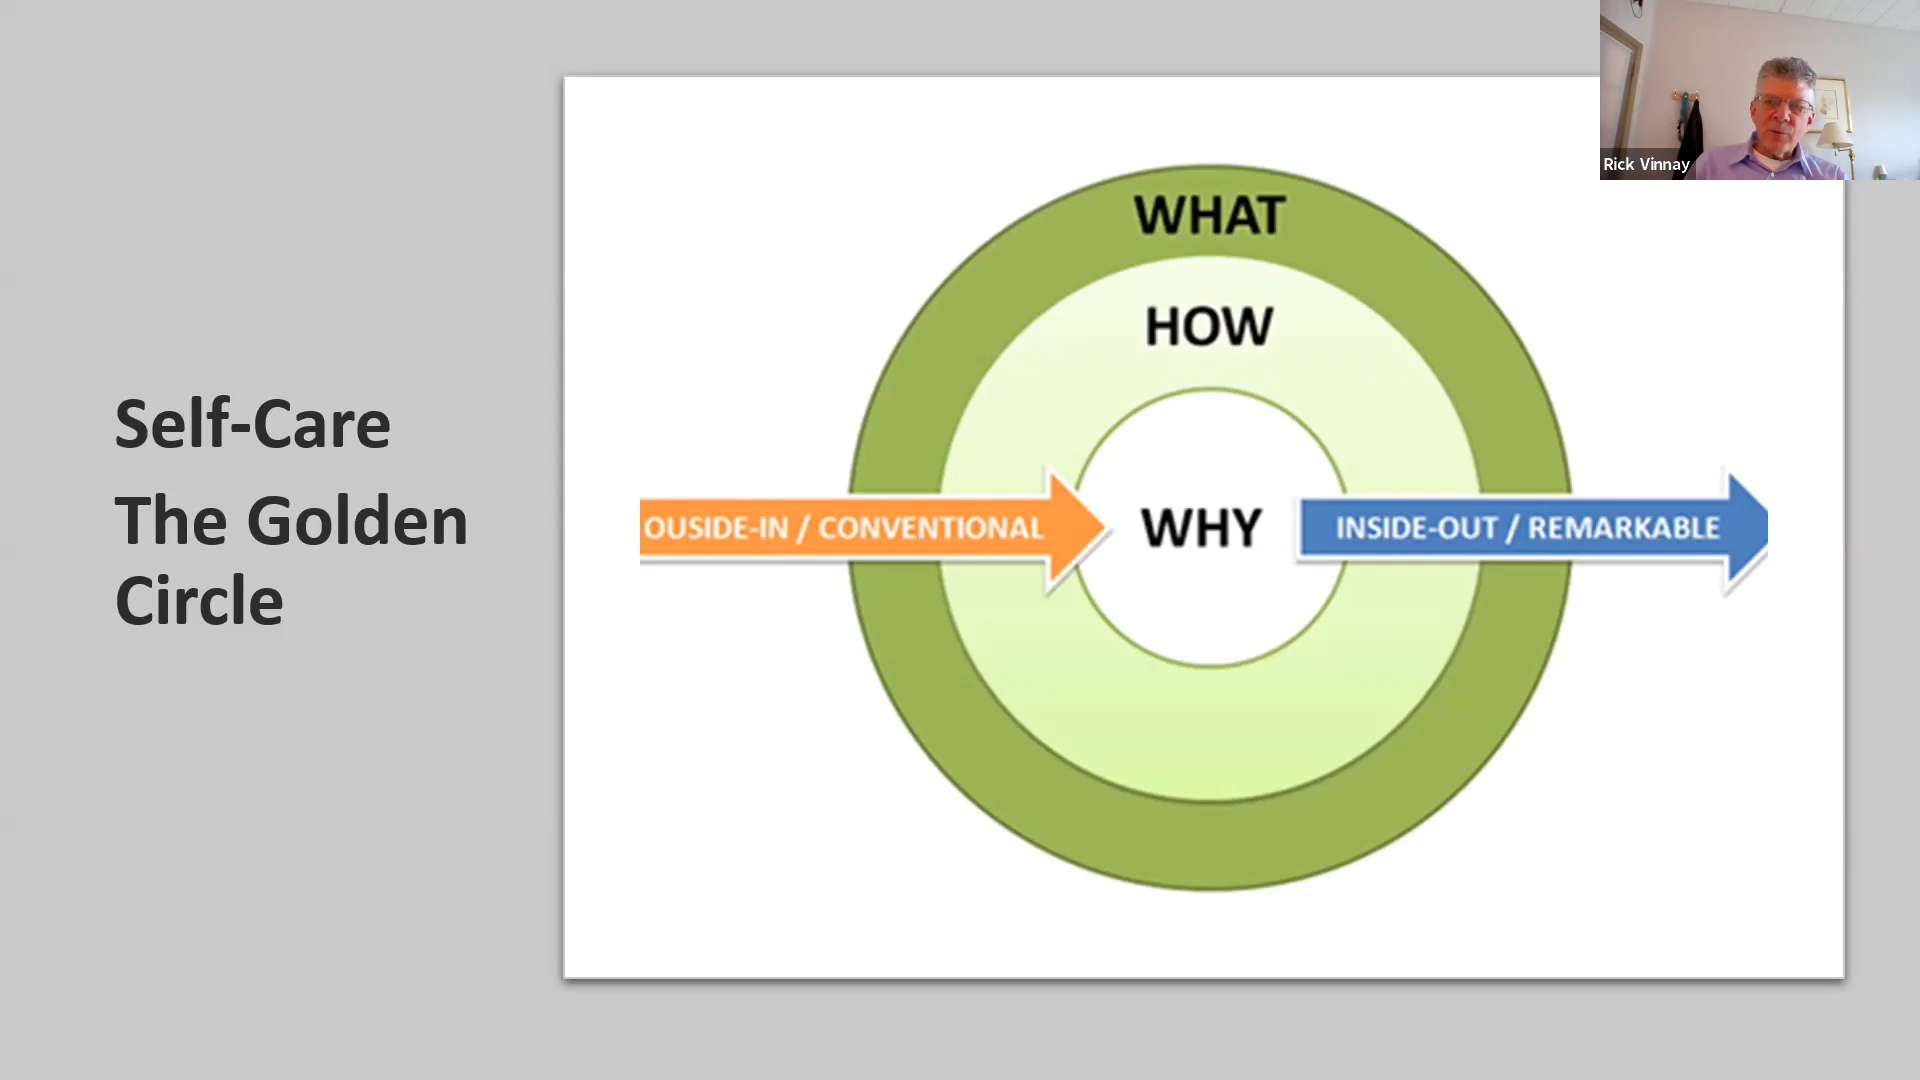 Self-Care
The Golden
Circle
WHAT
HOW
OUSIDE-IN / CONVENTIONAL
WHY
INSIDE-OUT / REMARKABLE
Rick Vinnay